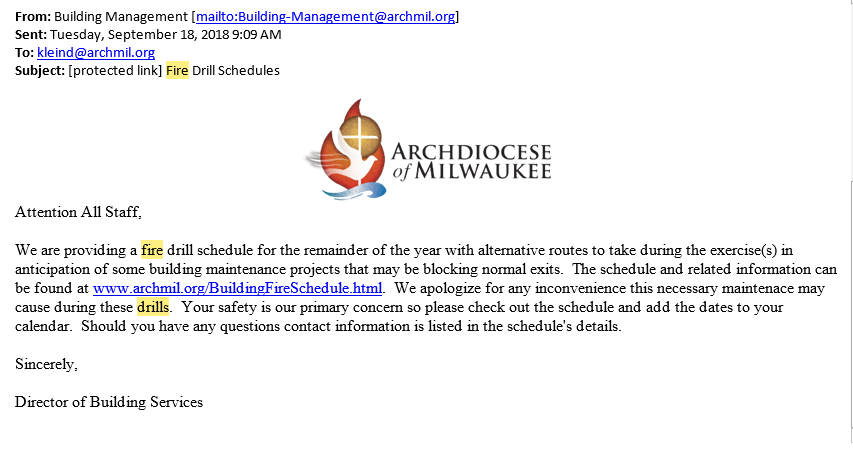 From: Building Management [mailto:Building-Management@archmil.org]
Sent: Tuesday, September 18, 2018 9:09 AM
To: kleind@archmil.org
Subject: [protected link] Fire Drill Schedules
ARCHDIOCESE
of MILWAUKEE
Attention All Staff,
We are providing a fire drill schedule for the remainder of the year with alternative routes to take during the exercise(s) in
anticipation of some building maintenance projects that may be blocking normal exits.  The schedule and related information can
be found at www.archmil.org/BuildingFireSchedule.html.  We apologize for any inconvenience this necessary maintenace may
cause during these drills.  Your safety is our primary concern so please check out the schedule and add the dates to your
calendar.  Should you have any questions contact information is listed in the schedule's details.
Sincerely,
Director of Building Services